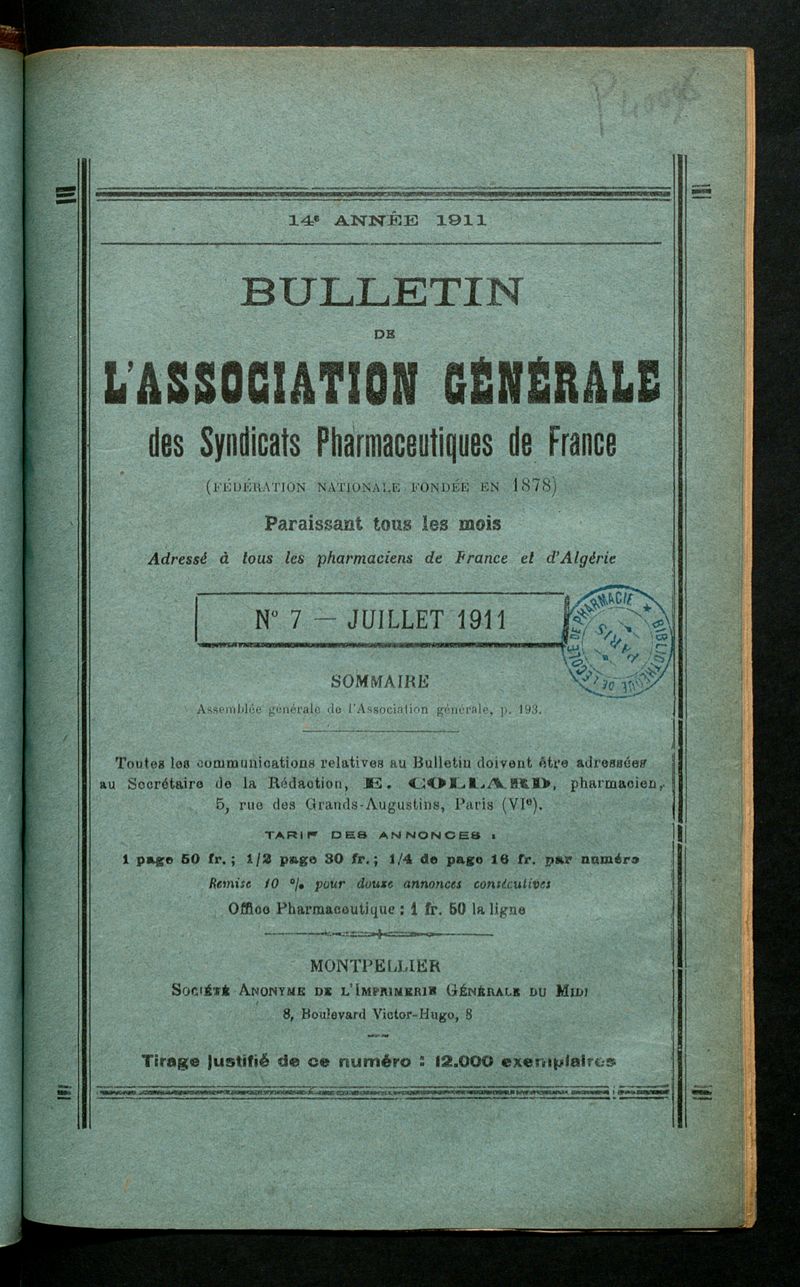 P 4004
14e ANNÉE 1911
BULLETIN
DE
L'ASSOCIATION GÉNÉRALE
des Syndicats Pharmaceutiques de France
(FÉDÉRATION NATIONALE FONDÉE EN 1878)
Paraissant tous les mois
Adressé à tous les pharmaciens de France et d'Algérie
N° 7 — JUILLET 1911
BIBLIOTHÈQUE DE L'ECOLE DE PHARMACIE ★
PARIS
SOMMAIRE
Assemblée générale de l'Association générale, p. 193.
Toutes les communications relatives au Bulletin doivent être adressées
au Secrétaire de la Rédaction, E. COLLARD, pharmacien,
5, rue des Grands-Augustins, Paris (VIe).
TARIF DES ANNONCES :
1 page 50 fr. ; 1/2 page 30 fr. ; 1/4 de page 16 fr. par numéro
Remise 10 % pour douze annonces consécutives
Office Pharmaceutique : 1 fr. 50 la ligne
MONTPELLIER
SOCIÉTÉ ANONYME DE L'IMPRIMERIE GÉNÉRALE DU MIDI
8, Boulevard Victor-Hugo, 8
Tirage justifié de ce numéro : 12.000 exemplaires